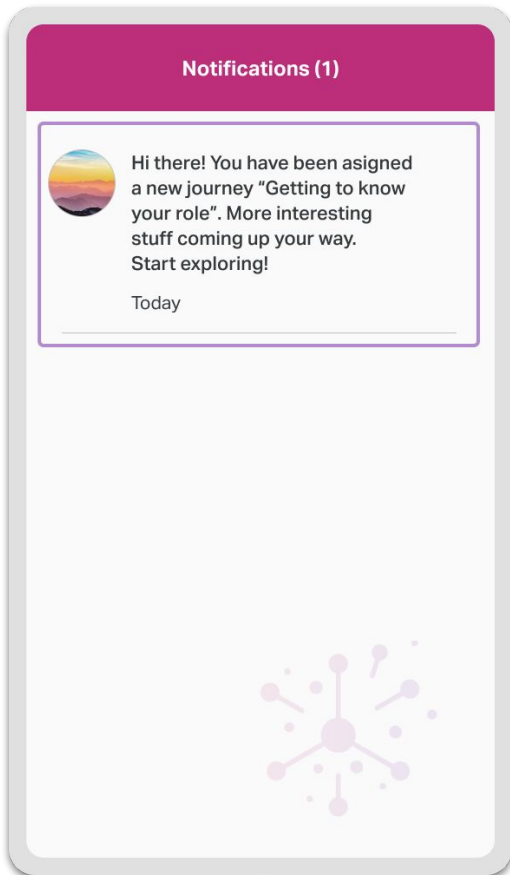 Notifications (1)
Hi there! You have been asigned
a new journey “Getting to know
your role”. More interesting
stuff coming up your way.
Start exploring!
Today